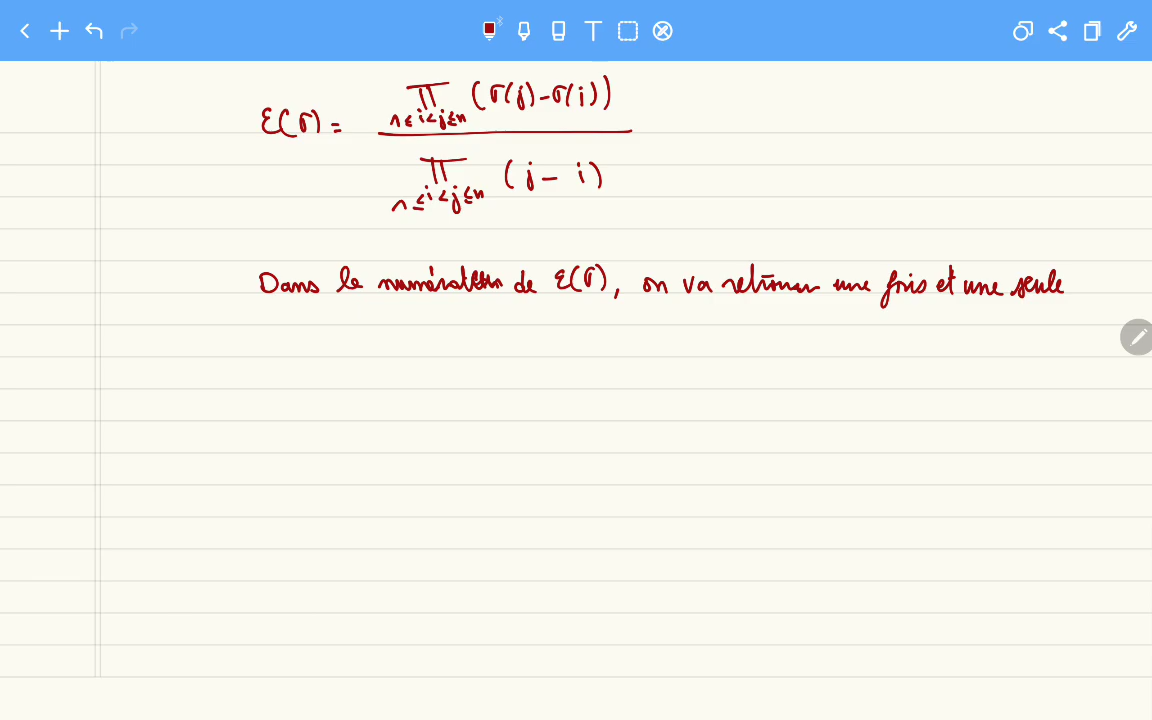 ε(σ) = ∏_{1≤i<j≤n} (σ(j) - σ(i)) / ∏_{1≤i<j≤n} (j - i)
Dans le numérateur de ε(σ), on va retrouver une fois et une seule